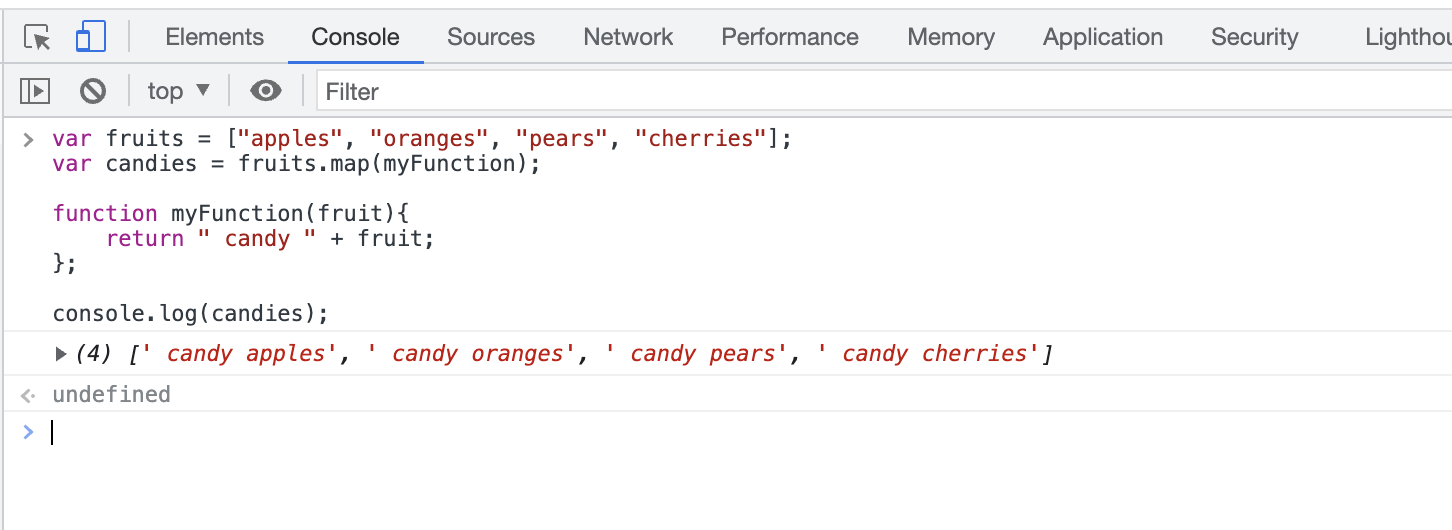 Elements Console Sources Network Performance Memory Application Security Lighthou
top Filter
var fruits = ["apples", "oranges", "pears", "cherries"];
var candies = fruits.map(myFunction);
function myFunction(fruit){
return " candy " + fruit;
};
console.log(candies);
(4) [' candy apples', ' candy oranges', ' candy pears', ' candy cherries']
undefined